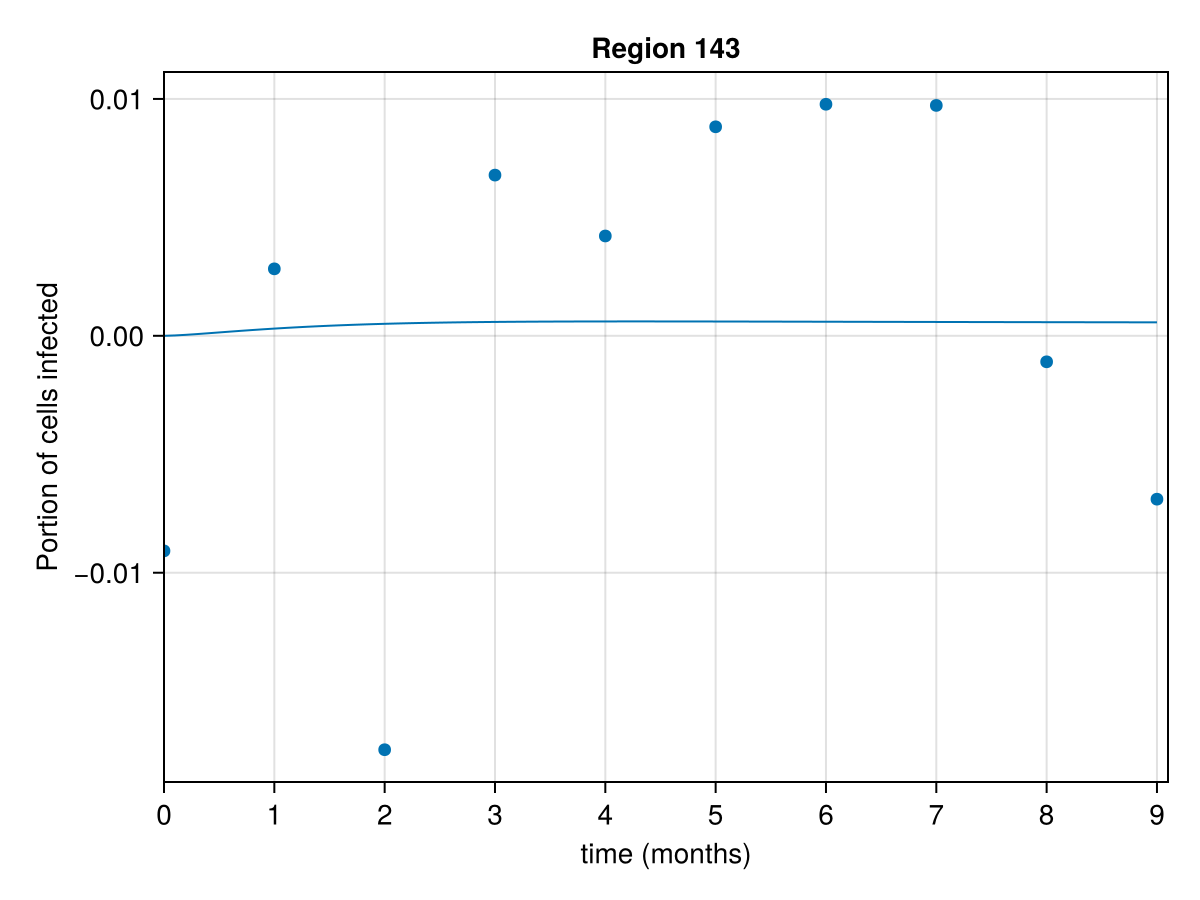 Region 143
0.01
0.00
−0.01
Portion of cells infected
0 1 2 3 4 5 6 7 8 9
time (months)